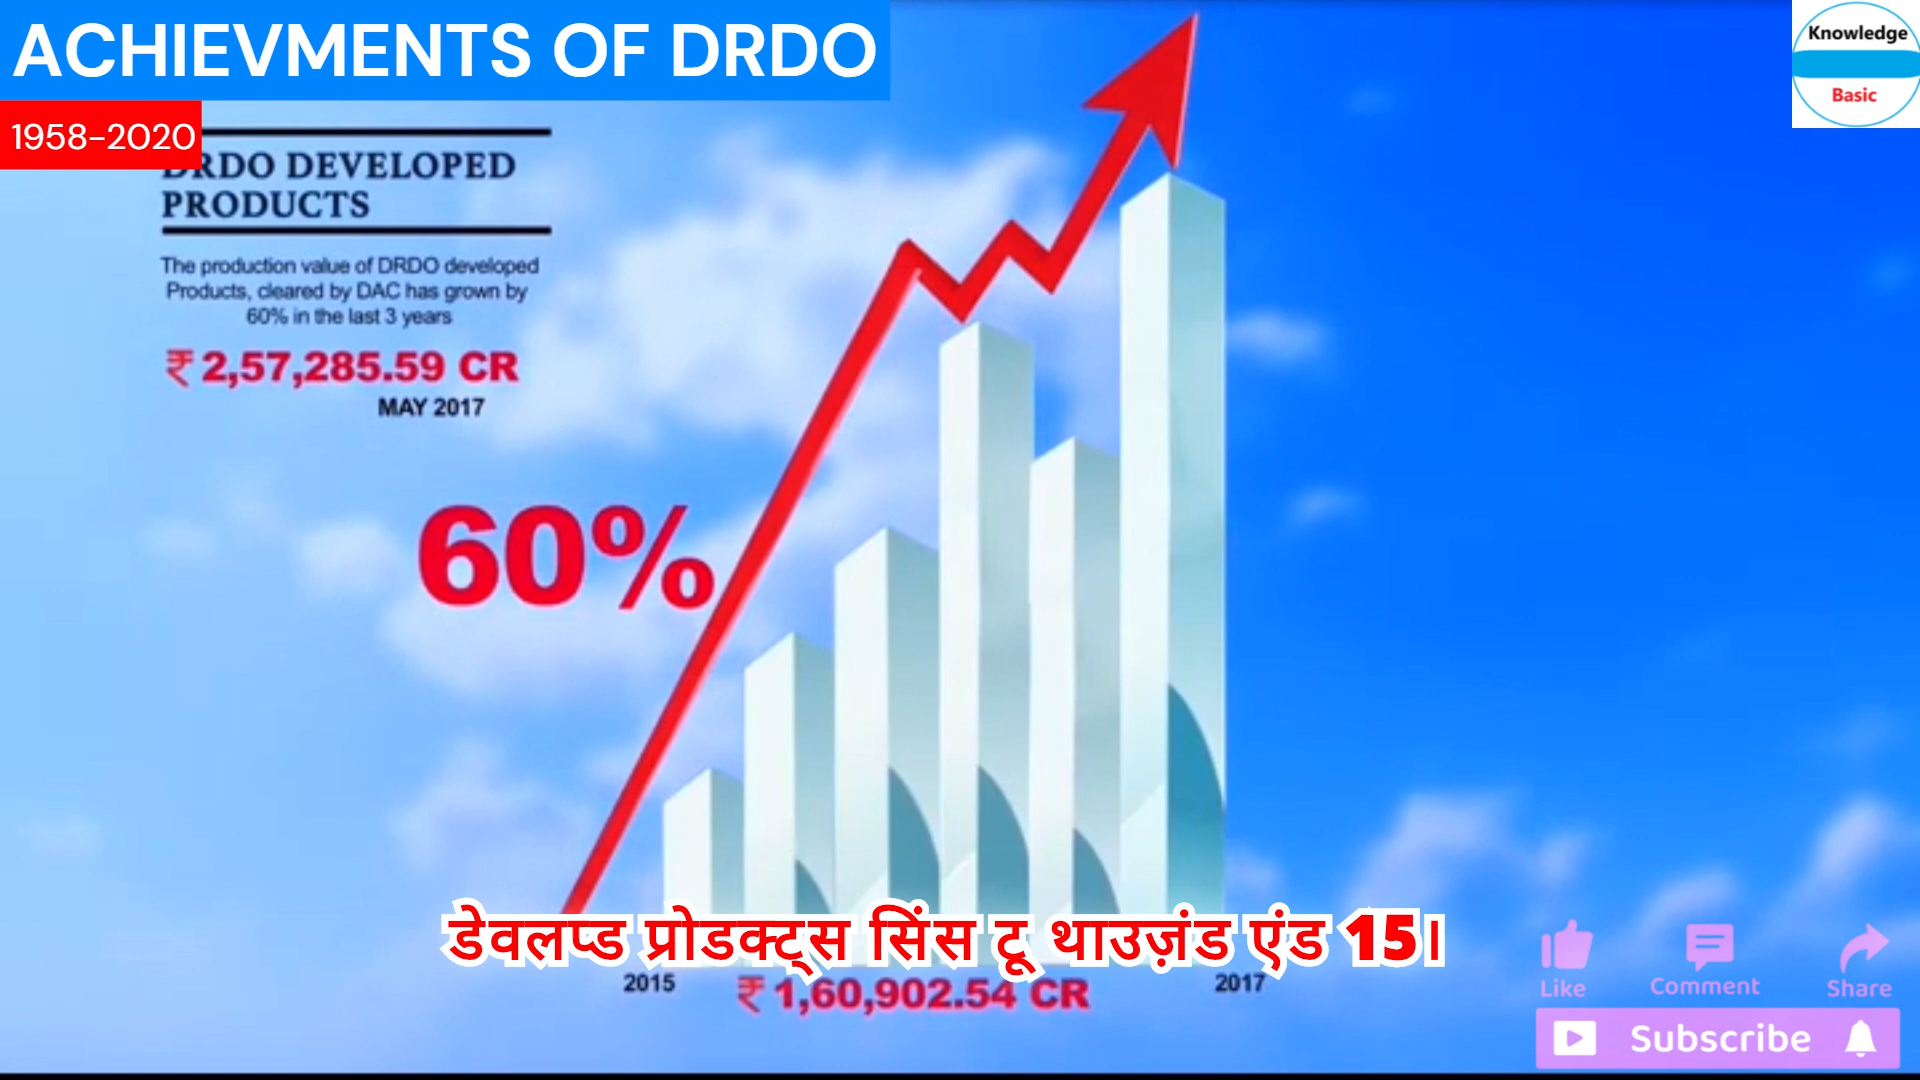 ACHIEVMENTS OF DRDO
Knowledge
Basic
1958-2020
DRDO DEVELOPED
PRODUCTS
The production value of DRDO developed
Products, cleared by DAC has grown by
60% in the last 3 years
₹ 2,57,285.59 CR
MAY 2017
60%
डेवलप्ड प्रोडक्ट्स सिंस टू थाउज़ंड एंड 15।
2015
₹ 1,60,902.54 CR
2017
Like
Comment
Share
Subscribe